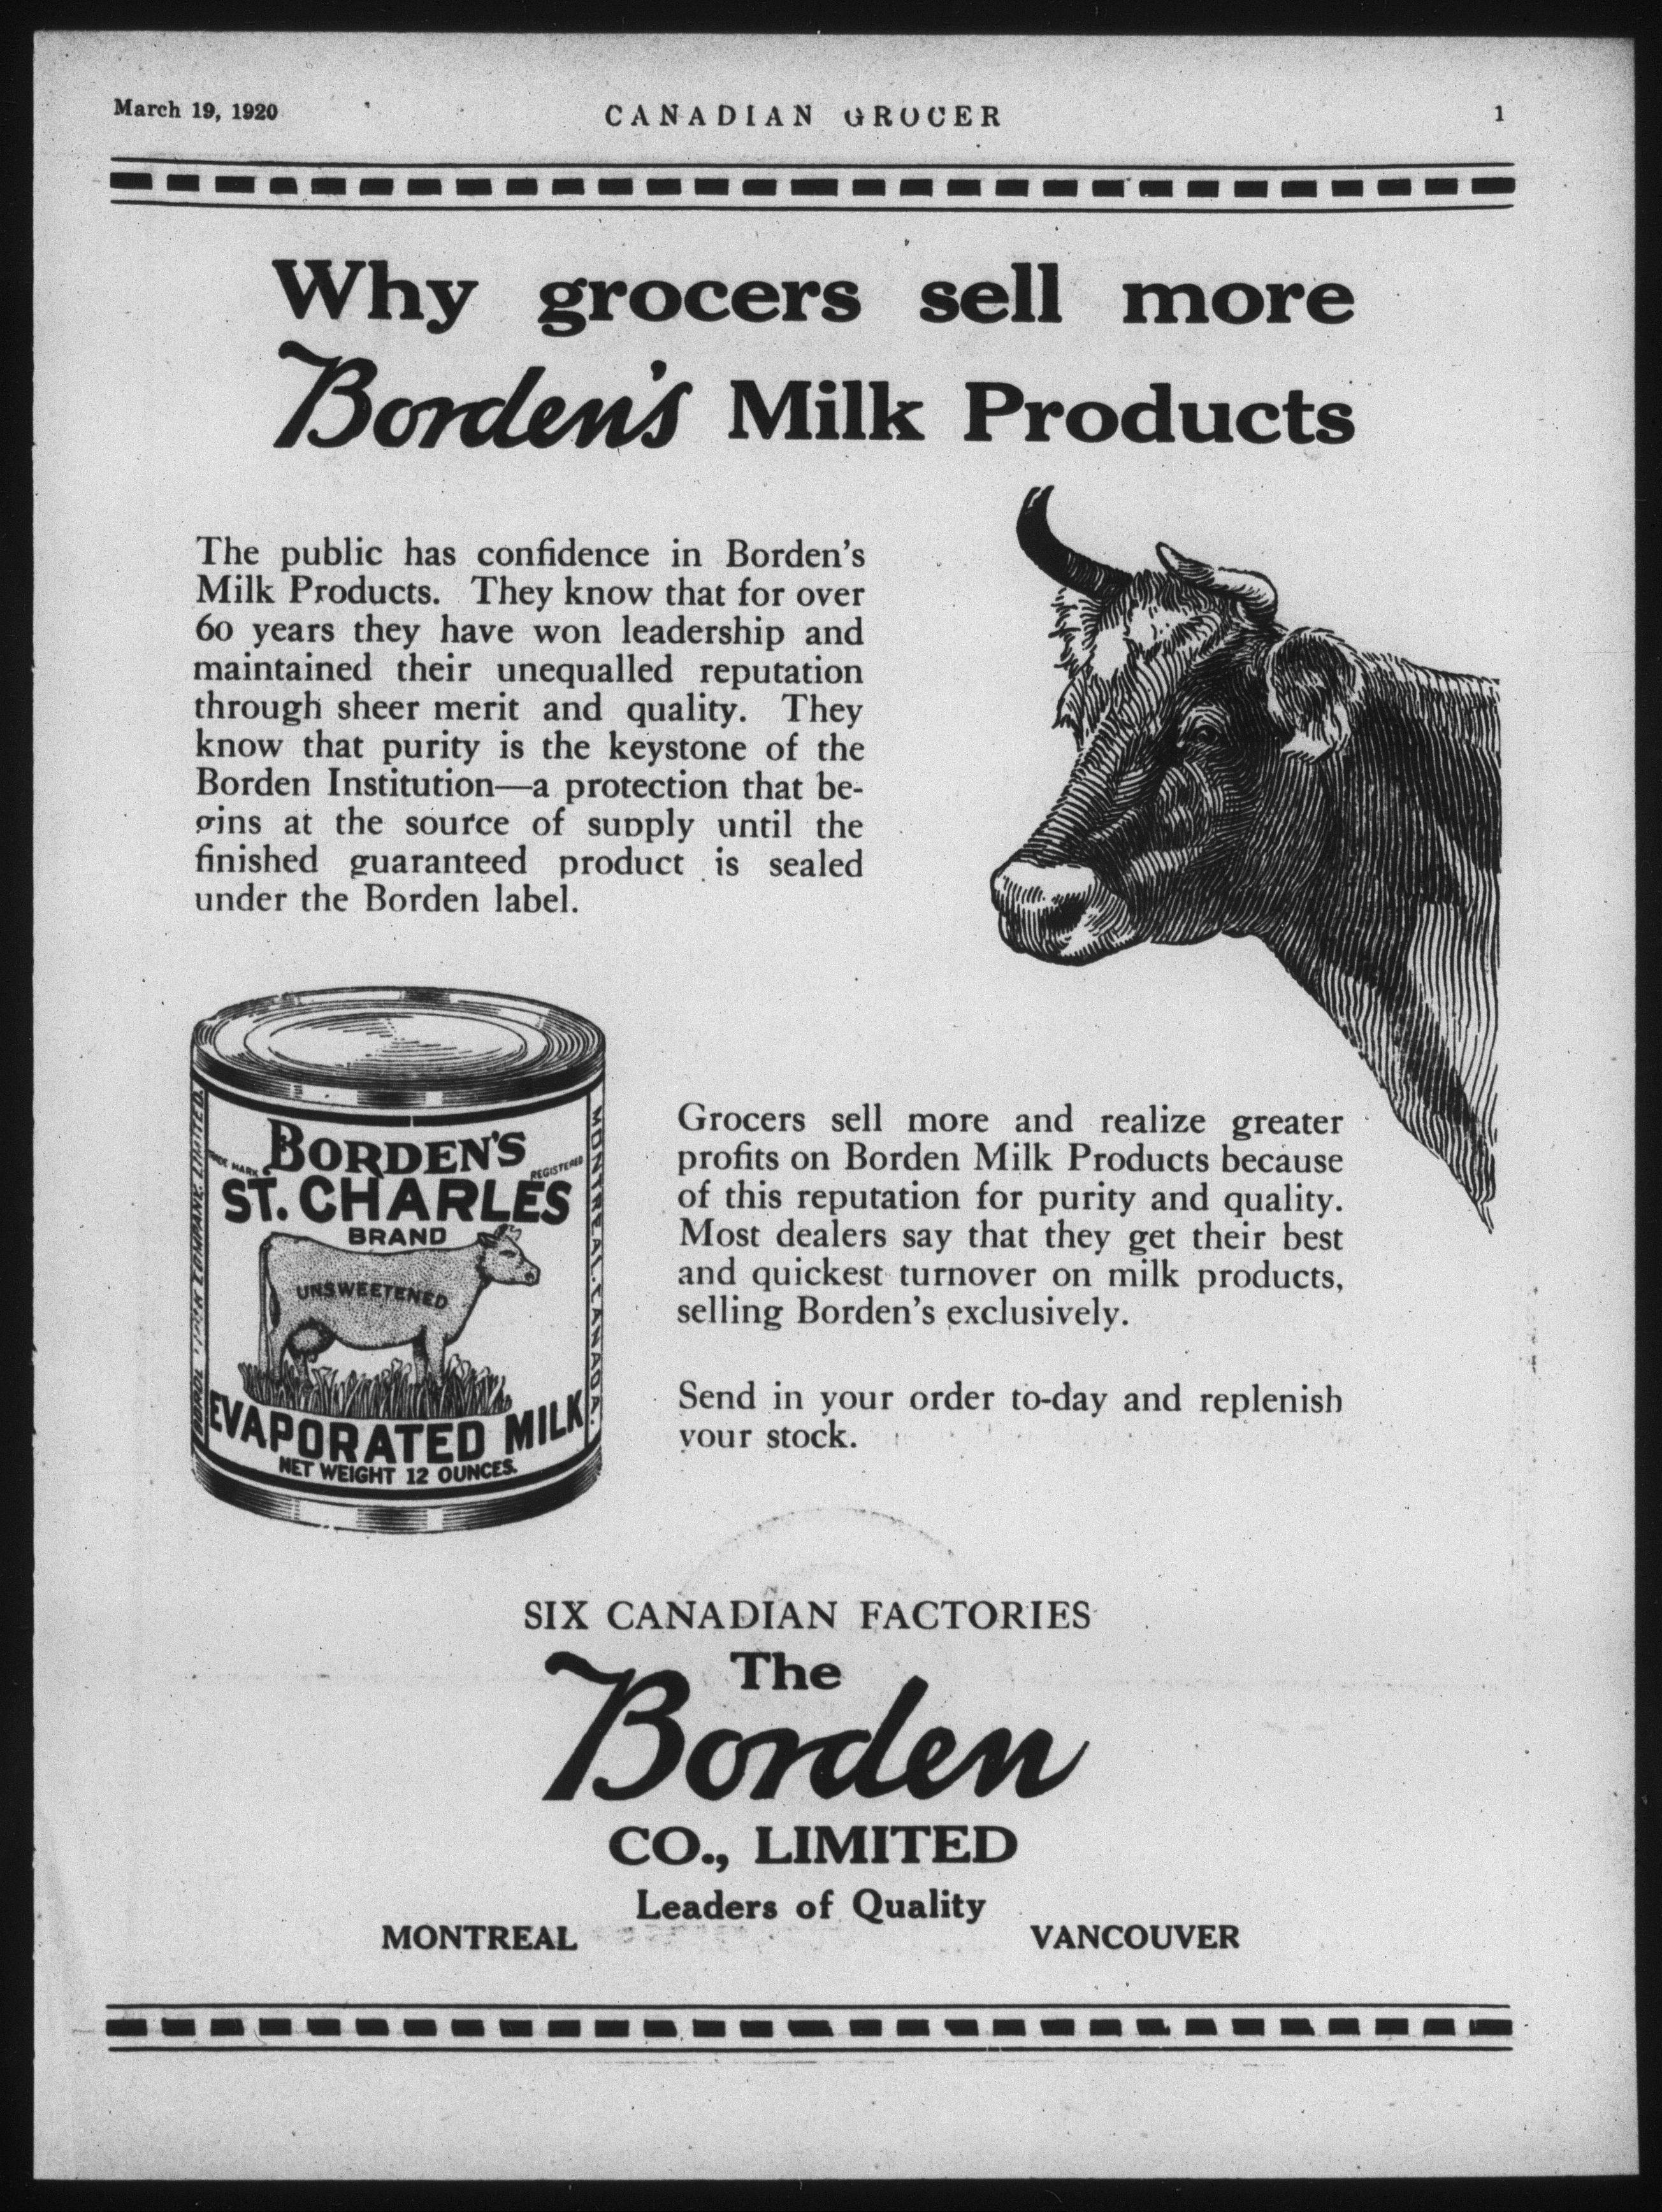 March 19, 1920
CANADIAN GROCER
1
Why grocers sell more
Borden's Milk Products
The public has confidence in Borden's
Milk Products. They know that for over
60 years they have won leadership and
maintained their unequalled reputation
through sheer merit and quality. They
know that purity is the keystone of the
Borden Institution—a protection that be-
gins at the source of supply until the
finished guaranteed product is sealed
under the Borden label.
BORDEN'S
TRADE MARK
REGISTERED
ST. CHARLES
BRAND
UNSWEETENED
EVAPORATED MILK
NET WEIGHT 12 OUNCES.
MILK COMPANY. LIMITED.
MONTREAL. CANADA.
Grocers sell more and realize greater
profits on Borden Milk Products because
of this reputation for purity and quality.
Most dealers say that they get their best
and quickest turnover on milk products,
selling Borden's exclusively.
Send in your order to-day and replenish
your stock.
SIX CANADIAN FACTORIES
The
Borden
CO., LIMITED
Leaders of Quality
MONTREAL
VANCOUVER